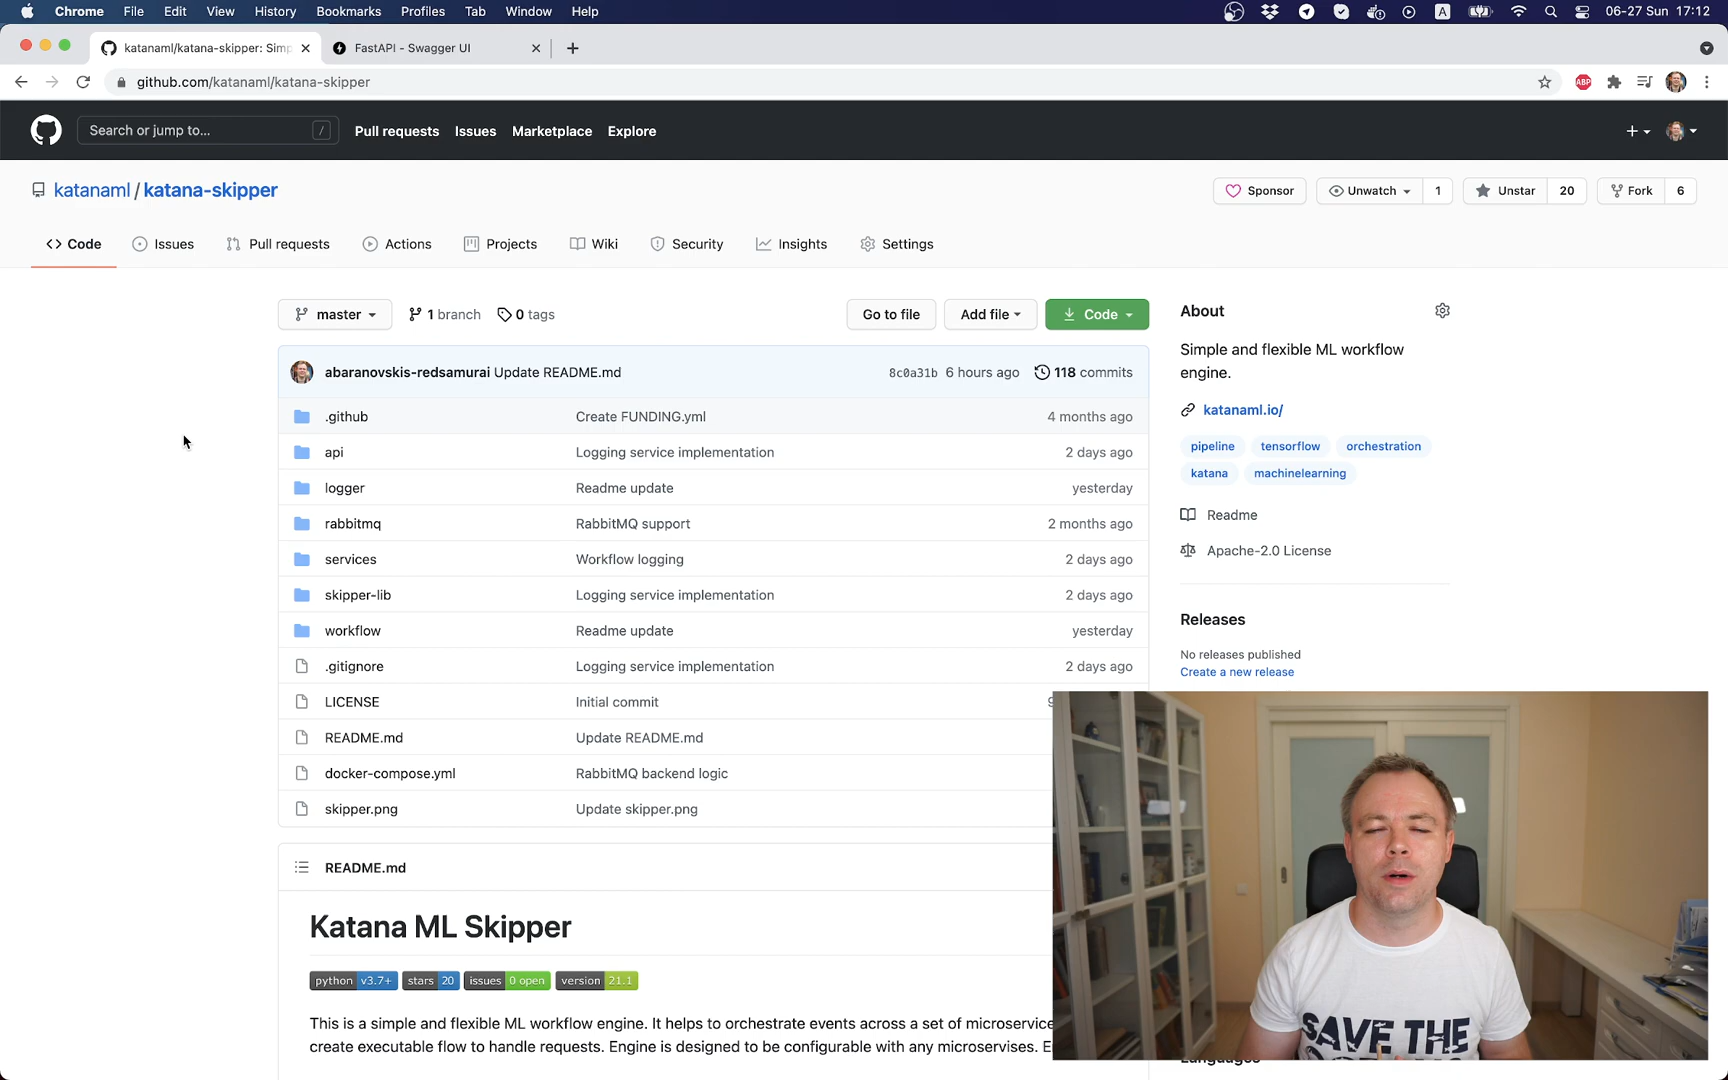 Chrome File Edit View History Bookmarks Profiles Tab Window Help A 06-27 Sun 17:12
katanaml/katana-skipper: Simp FastAPI - Swagger UI
github.com/katanaml/katana-skipper ABP
Search or jump to... / Pull requests Issues Marketplace Explore
katanaml / katana-skipper Sponsor Unwatch 1 Unstar 20 Fork 6
Code Issues Pull requests Actions Projects Wiki Security Insights Settings
master 1 branch 0 tags Go to file Add file Code
abaranovskis-redsamurai Update README.md 8c0a31b 6 hours ago 118 commits
.github Create FUNDING.yml 4 months ago
api Logging service implementation 2 days ago
logger Readme update yesterday
rabbitmq RabbitMQ support 2 months ago
services Workflow logging 2 days ago
skipper-lib Logging service implementation 2 days ago
workflow Readme update yesterday
.gitignore Logging service implementation 2 days ago
LICENSE Initial commit
README.md Update README.md
docker-compose.yml RabbitMQ backend logic
skipper.png Update skipper.png
README.md
Katana ML Skipper
python v3.7+ stars 20 issues 0 open version 21.1
This is a simple and flexible ML workflow engine. It helps to orchestrate events across a set of microservice
create executable flow to handle requests. Engine is designed to be configurable with any microservises. E
About
Simple and flexible ML workflow
engine.
katanaml.io/
pipeline tensorflow orchestration
katana machinelearning
Readme
Apache-2.0 License
Releases
No releases published
Create a new release
Languages
SAVE THE